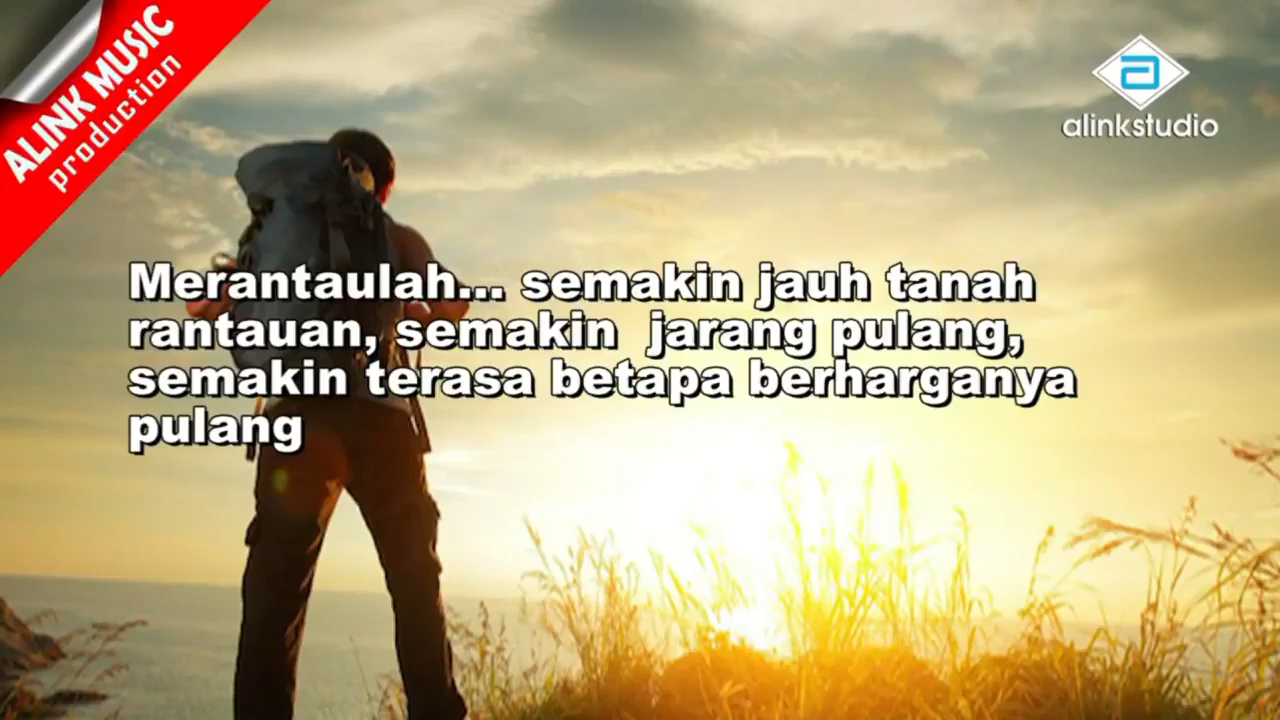 ALINK MUSIC
production
a
alinkstudio
Merantaulah... semakin jauh tanah
rantauan, semakin  jarang pulang,
semakin terasa betapa berharganya
pulang